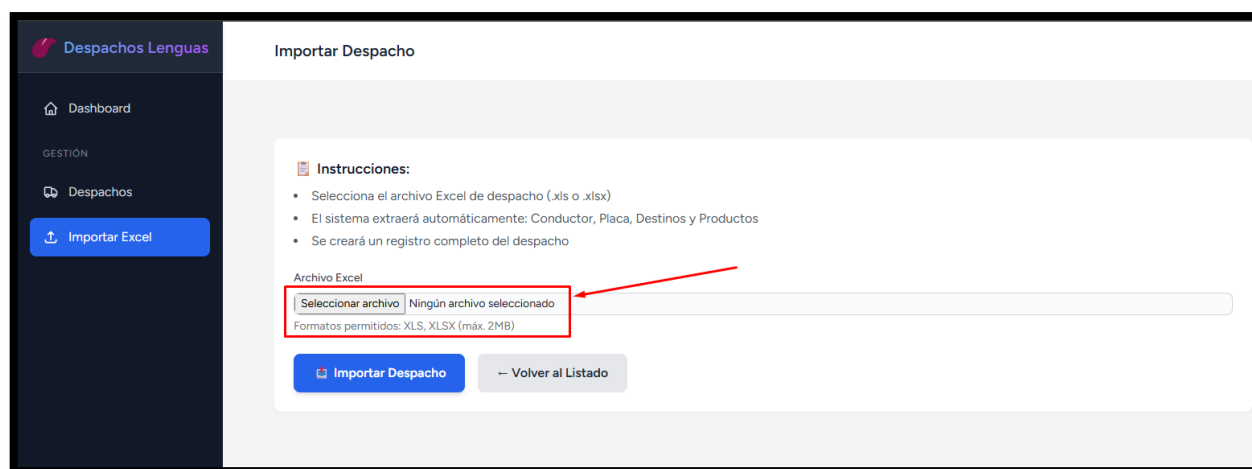 Despachos Lenguas
Importar Despacho
Dashboard
GESTIÓN
Despachos
Importar Excel
Instrucciones:
Selecciona el archivo Excel de despacho (.xls o .xlsx)
El sistema extraerá automáticamente: Conductor, Placa, Destinos y Productos
Se creará un registro completo del despacho
Archivo Excel
Seleccionar archivo Ningún archivo seleccionado
Formatos permitidos: XLS, XLSX (máx. 2MB)
Importar Despacho
← Volver al Listado